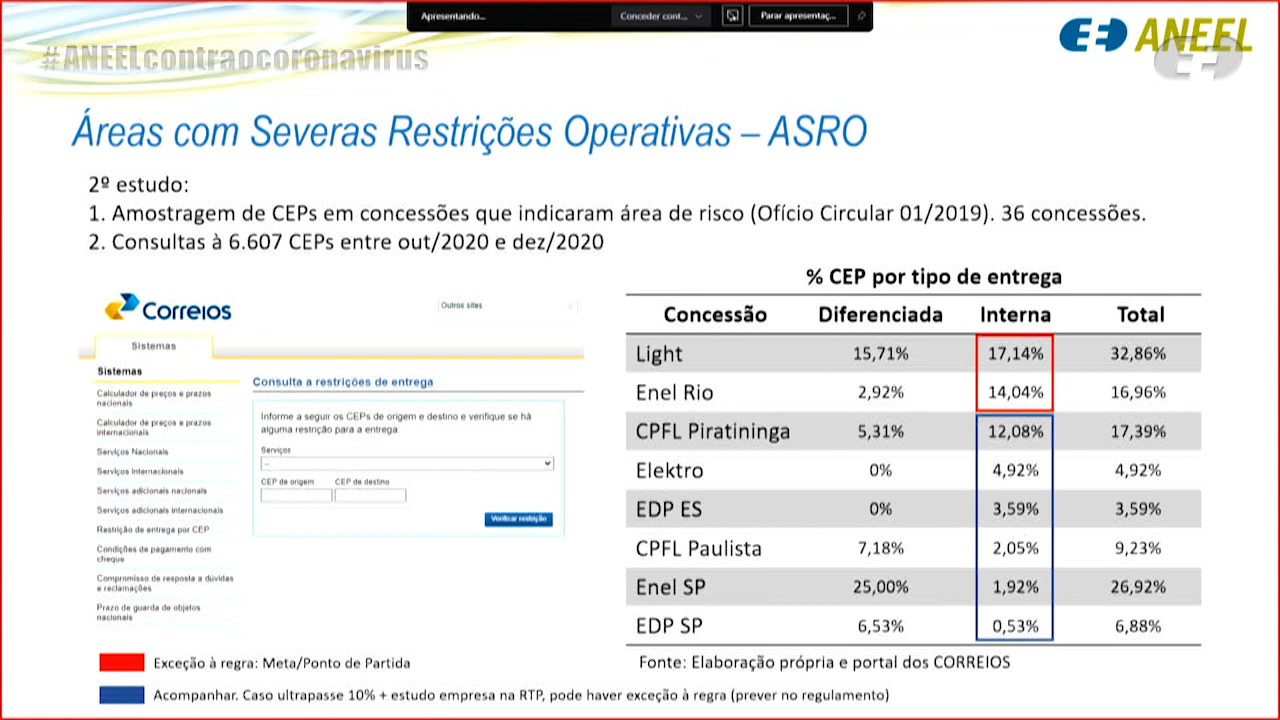 Apresentando...
Conceder cont...
Parar apresentaç...
#ANEELcontraocoronavirus
ANEEL
Áreas com Severas Restrições Operativas – ASRO
2º estudo:
1. Amostragem de CEPs em concessões que indicaram área de risco (Ofício Circular 01/2019). 36 concessões.
2. Consultas à 6.607 CEPs entre out/2020 e dez/2020
Correios
Outros sites
Sistemas
Sistemas
Calculador de preços e prazos
nacionais
Calculador de preços e prazos
internacionais
Serviços Nacionais
Serviços Internacionais
Serviços adicionais nacionais
Serviços adicionais internacionais
Restrição de entrega por CEP
Condições de pagamento com
cheque
Compromisso de resposta a dúvidas
e reclamações
Prazo de guarda de objetos
nacionais
Consulta a restrições de entrega
Informe a seguir os CEPs de origem e destino e verifique se há
alguma restrição para a entrega
Serviços
--
CEP de origem CEP de destino
Verificar restrição
% CEP por tipo de entrega
Concessão Diferenciada Interna Total
Light 15,71% 17,14% 32,86%
Enel Rio 2,92% 14,04% 16,96%
CPFL Piratininga 5,31% 12,08% 17,39%
Elektro 0% 4,92% 4,92%
EDP ES 0% 3,59% 3,59%
CPFL Paulista 7,18% 2,05% 9,23%
Enel SP 25,00% 1,92% 26,92%
EDP SP 6,53% 0,53% 6,88%
Fonte: Elaboração própria e portal dos CORREIOS
Exceção à regra: Meta/Ponto de Partida
Acompanhar. Caso ultrapasse 10% + estudo empresa na RTP, pode haver exceção à regra (prever no regulamento)